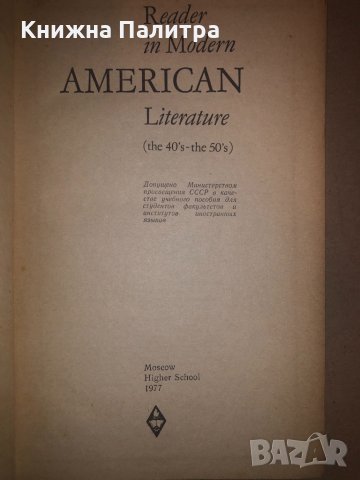 Книжна Палитра
Reader
in Modern
AMERICAN
Literature
(the 40's-the 50's)
Допущено Министерством
просвещения СССР в каче-
стве учебного пособия для
студентов факультетов и
институтов иностранных
языков
Moscow
Higher School
1977
BAZAR